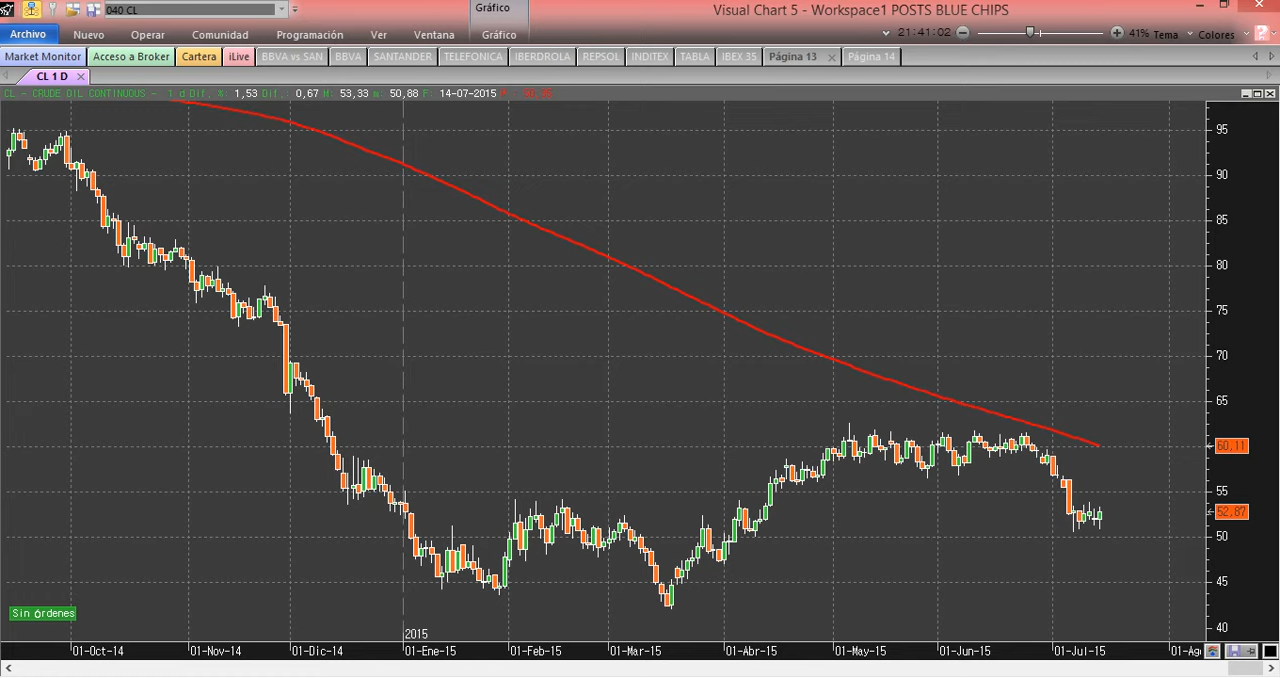 040 CL
Gráfico
Visual Chart 5 - Workspace1 POSTS BLUE CHIPS
Archivo Nuevo Operar Comunidad Programación Ver Ventana Gráfico 21:41:02 41% Tema Colores
Market Monitor Acceso a Broker Cartera iLive BBVA vs SAN BBVA SANTANDER TELEFONICA IBERDROLA REPSOL INDITEX TABLA IBEX 35 Página 13 Página 14
CL 1 D
CL - CRUDE OIL CONTINUOUS - 1 d Dif, %: 1,53 Dif,: 0,67 M: 53,33 m: 50,88 F: 14-07-2015
95
90
85
80
75
70
65
60,11
55
52,87
50
45
40
Sin órdenes
2015
01-Oct-14 01-Nov-14 01-Dic-14 01-Ene-15 01-Feb-15 01-Mar-15 01-Abr-15 01-May-15 01-Jun-15 01-Jul-15 01-Ag